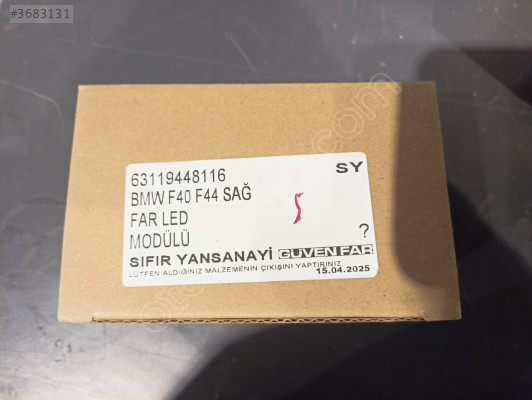 #3683131
63119448116 SY
BMW F40 F44 SAĞ
FAR LED
MODÜLÜ ?
SIFIR YANSANAYİ GÜVEN FAR
LÜTFEN ALDIĞINIZ MALZEMENİN ÇIKIŞINI YAPTIRINIZ
15.04.2025